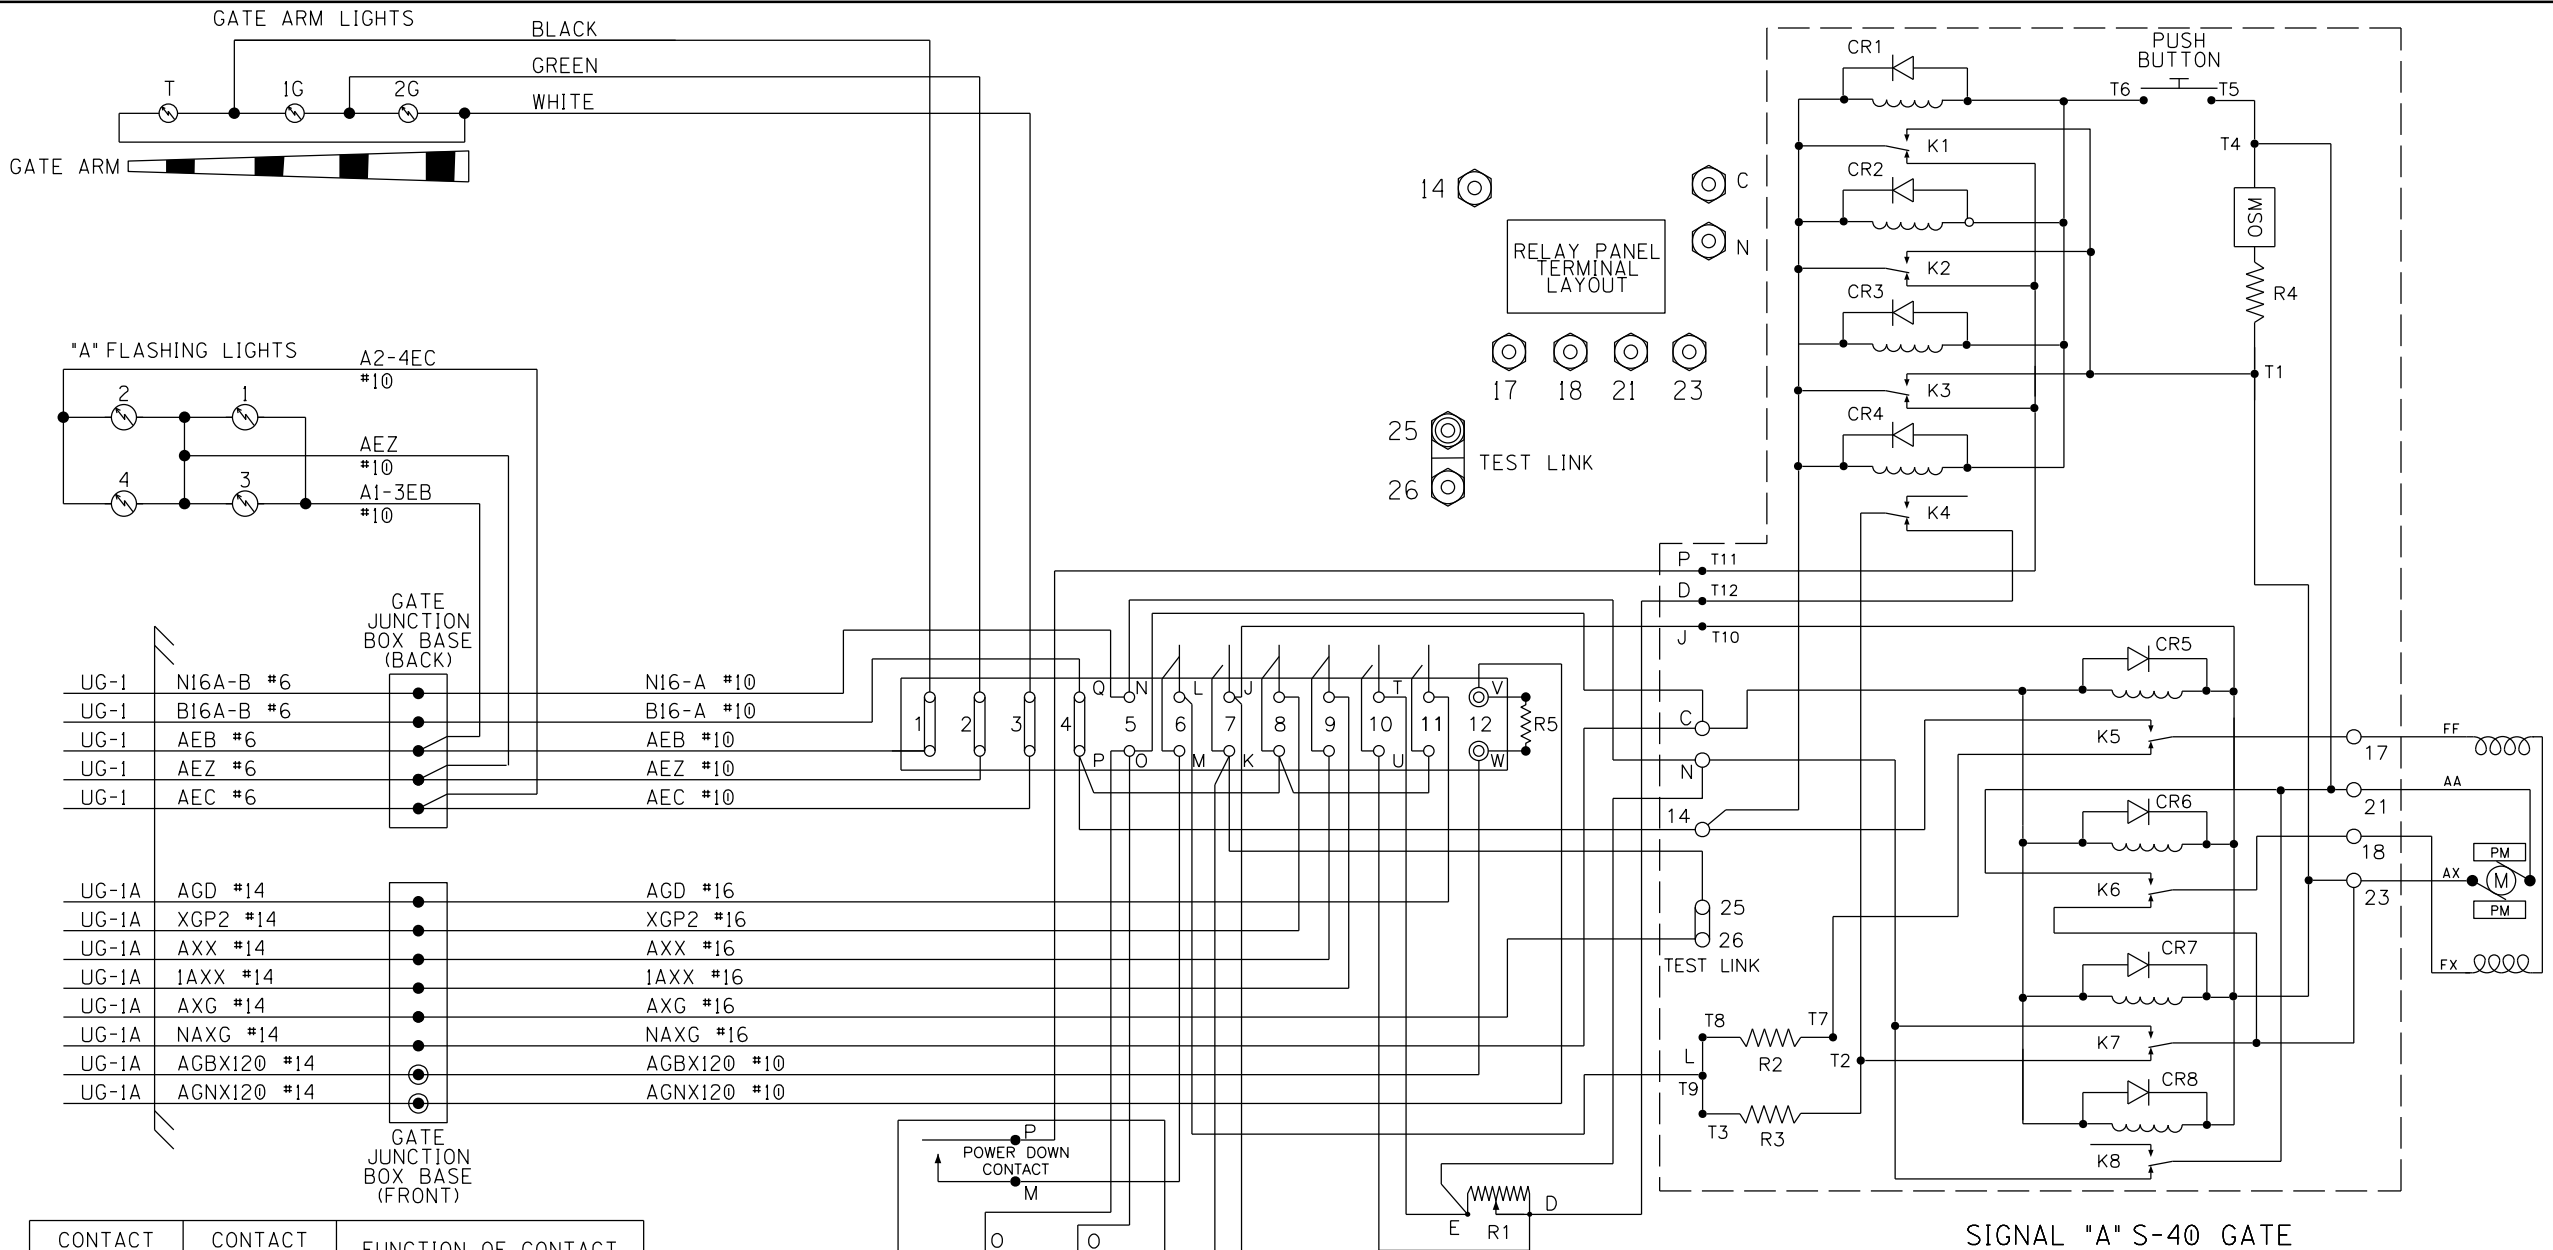 GATE ARM LIGHTS
BLACK
GREEN
WHITE
T
1G
2G
GATE ARM
"A" FLASHING LIGHTS
A2-4EC
#10
2
1
AEZ
#10
4
3
A1-3EB
#10
GATE
JUNCTION
BOX BASE
(BACK)
UG-1 N16A-B #6 N16-A #10
UG-1 B16A-B #6 B16-A #10
UG-1 AEB #6 AEB #10
UG-1 AEZ #6 AEZ #10
UG-1 AEC #6 AEC #10
UG-1A AGD #14 AGD #16
UG-1A XGP2 #14 XGP2 #16
UG-1A AXX #14 AXX #16
UG-1A 1AXX #14 1AXX #16
UG-1A AXG #14 AXG #16
UG-1A NAXG #14 NAXG #16
UG-1A AGBX120 #14 AGBX120 #10
UG-1A AGNX120 #14 AGNX120 #10
GATE
JUNCTION
BOX BASE
(FRONT)
CONTACT
CONTACT
FUNCTION OF CONTACT
Q N L J T V
1 2 3 4 5 6 7 8 9 10 11 12 R5
P O M K U W
P
POWER DOWN
CONTACT
M
O
O
E
R1
D
14
C
N
RELAY PANEL
TERMINAL
LAYOUT
17 18 21 23
25
TEST LINK
26
PUSH
BUTTON
T6
T5
T4
OSM
R4
T1
CR1
K1
CR2
K2
CR3
K3
CR4
K4
P T11
D T12
J T10
C
N
14
25
26
TEST LINK
T8
T7
L
R2
T2
T9
T3
R3
CR5
K5
CR6
K6
CR7
K7
CR8
K8
17
FF
21
AA
18
PM
AX
M
23
PM
FX
SIGNAL "A" S-40 GATE